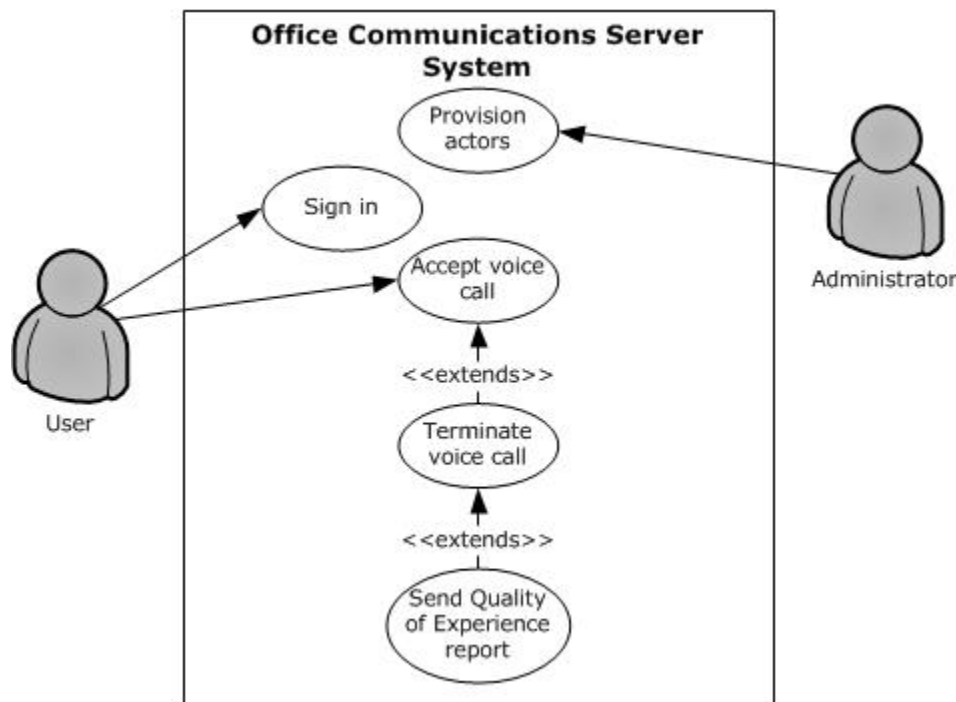 Office Communications Server
System
Provision
actors
Sign in
Accept voice
call
Administrator
<<extends>>
User
Terminate
voice call
<<extends>>
Send Quality
of Experience
report